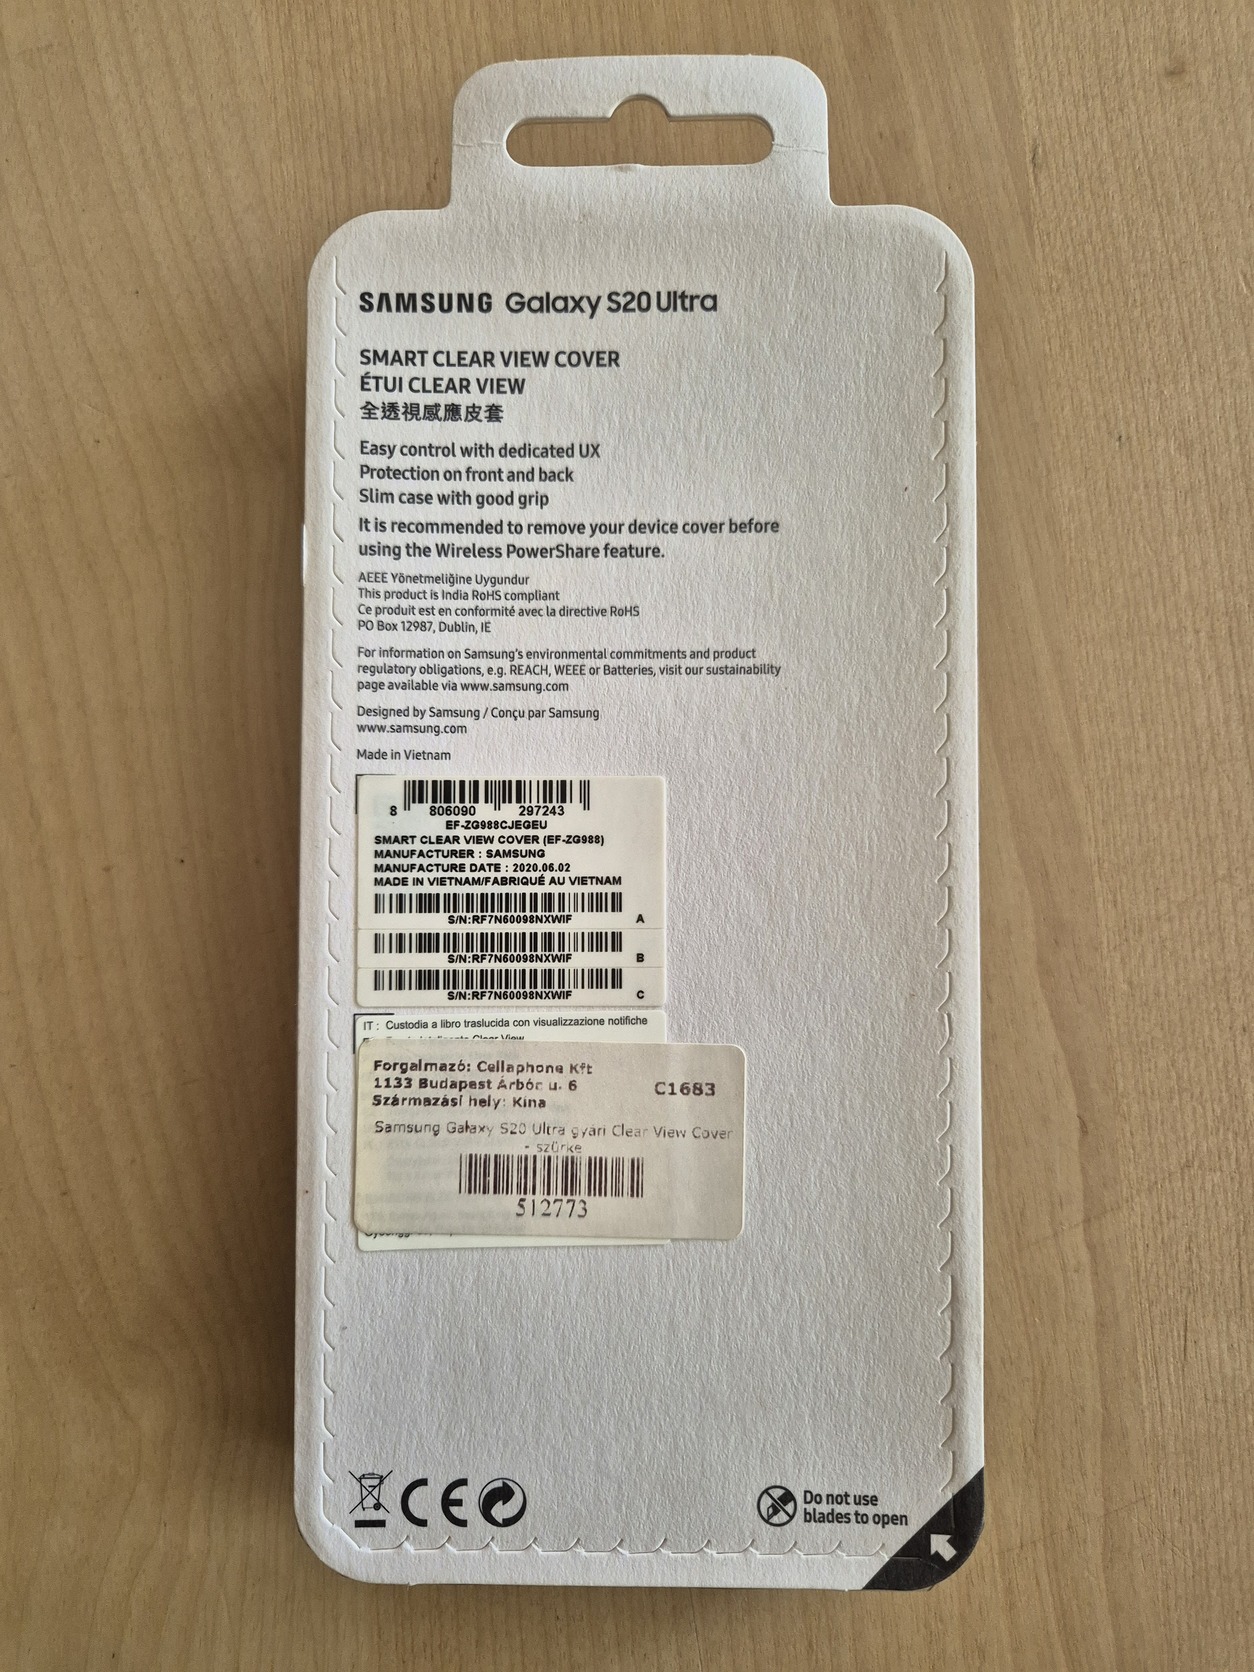 SAMSUNG Galaxy S20 Ultra
SMART CLEAR VIEW COVER
ÉTUI CLEAR VIEW
全透視感應皮套
Easy control with dedicated UX
Protection on front and back
Slim case with good grip
It is recommended to remove your device cover before
using the Wireless PowerShare feature.
AEEE Yönetmeliğine Uygundur
This product is India RoHS compliant
Ce produit est en conformité avec la directive RoHS
PO Box 12987, Dublin, IE
For information on Samsung's environmental commitments and product
regulatory obligations, e.g. REACH, WEEE or Batteries, visit our sustainability
page available via www.samsung.com
Designed by Samsung / Conçu par Samsung
www.samsung.com
Made in Vietnam
8 806090 297243
EF-ZG988CJEGEU
SMART CLEAR VIEW COVER (EF-ZG988)
MANUFACTURER : SAMSUNG
MANUFACTURE DATE : 2020.06.02
MADE IN VIETNAM/FABRIQUÉ AU VIETNAM
S/N:RF7N60098NXWIF A
S/N:RF7N60098NXWIF B
S/N:RF7N60098NXWIF C
IT : Custodia a libro traslucida con visualizzazione notifiche
Clear View
Forgalmazó: Cellaphone Kft
1133 Budapest Árbóc u. 6 C1683
Származási hely: Kína
Samsung Galaxy S20 Ultra gyári Clear View Cover
- szürke
512773
CE
Do not use
blades to open